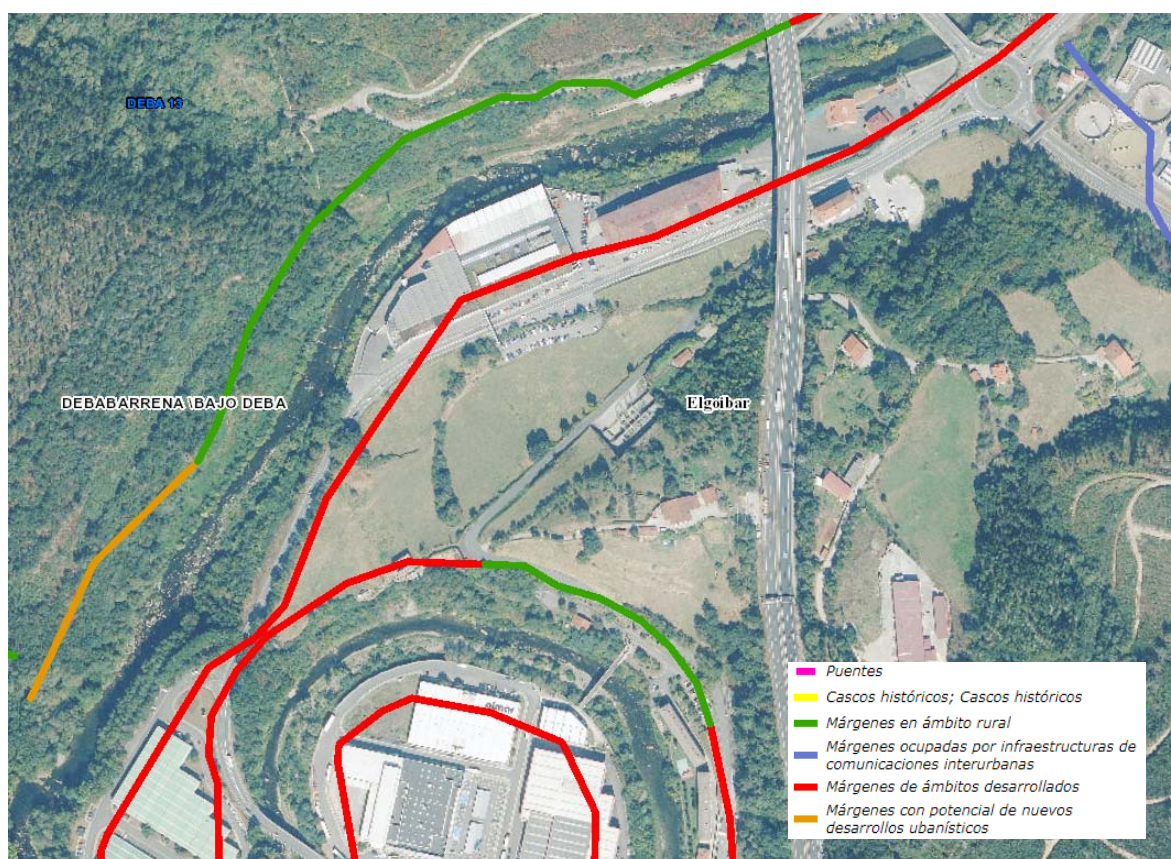 DEBA 13
DEBABARRENA \BAJO DEBA
Elgoibar
Puentes
Cascos históricos; Cascos históricos
Márgenes en ámbito rural
Márgenes ocupadas por infraestructuras de
comunicaciones interurbanas
Márgenes de ámbitos desarrollados
Márgenes con potencial de nuevos
desarrollos ubanísticos